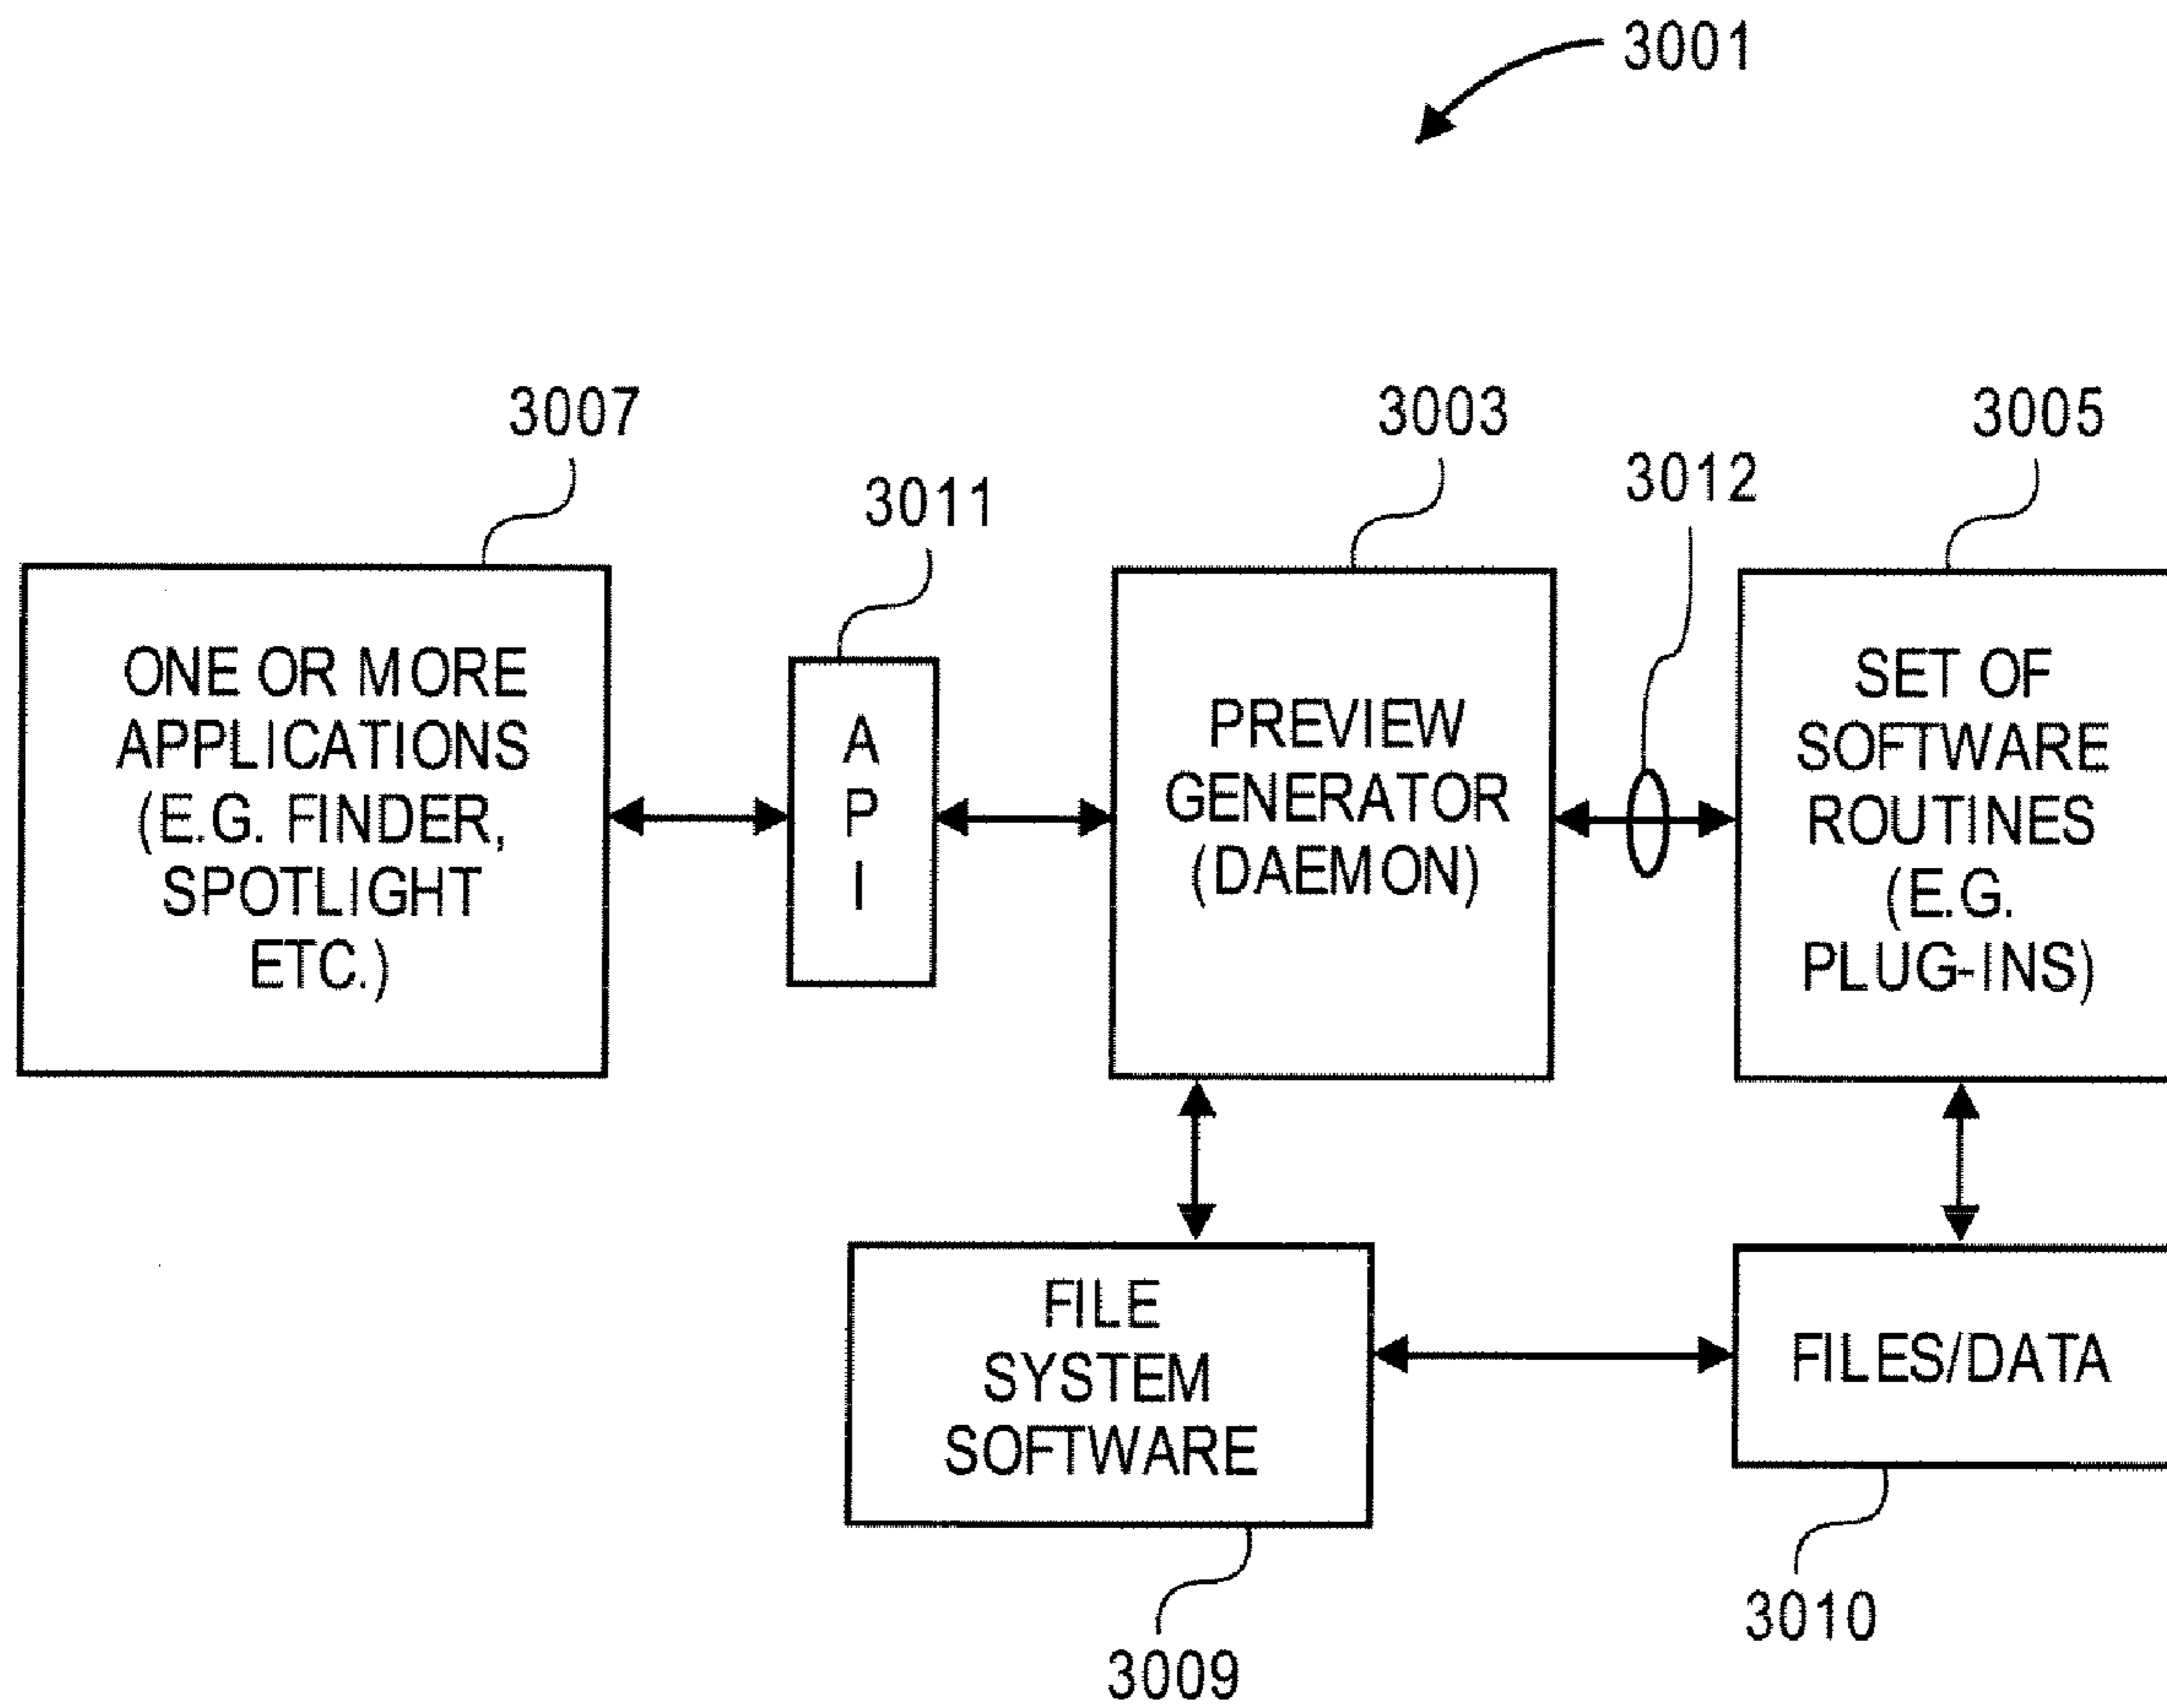 3001
3007
3011
3003
3012
3005
ONE OR MORE
APPLICATIONS
(E.G. FINDER,
SPOTLIGHT
ETC.)
A
P
I
PREVIEW
GENERATOR
(DAEMON)
SET OF
SOFTWARE
ROUTINES
(E.G.
PLUG-INS)
FILE
SYSTEM
SOFTWARE
FILES/DATA
3009
3010